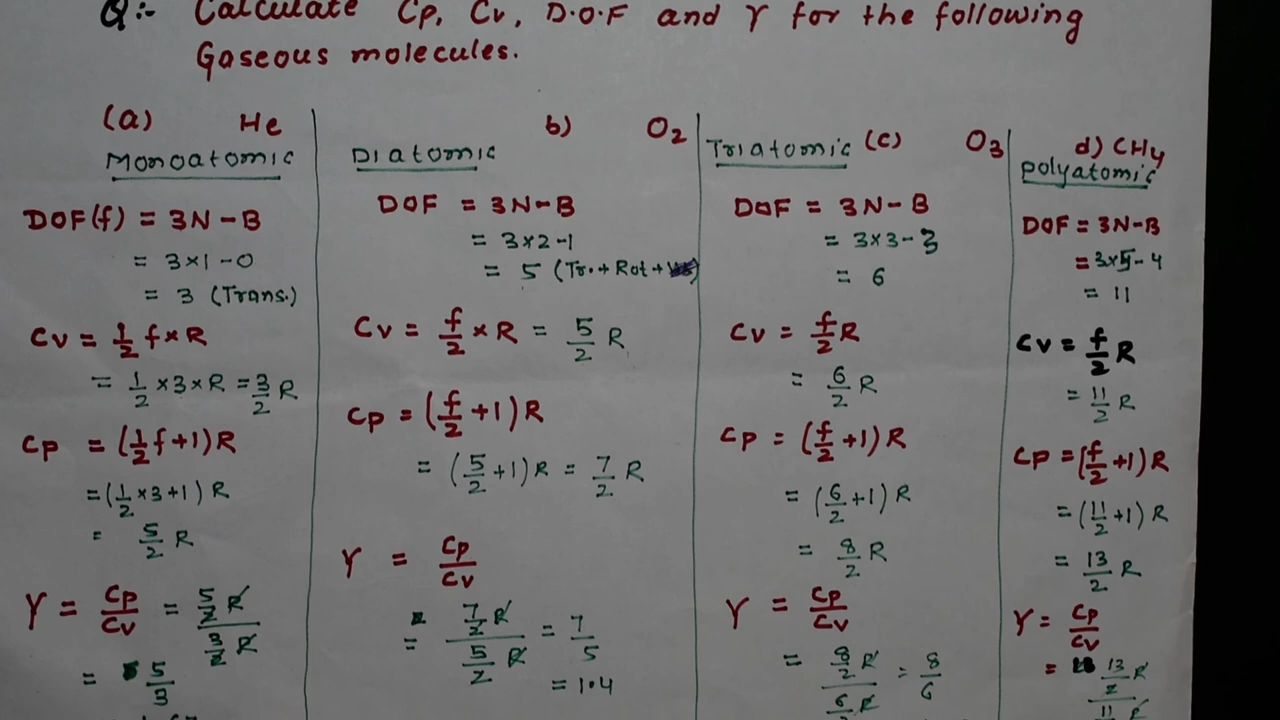 Q:- Calculate Cp, Cv, D.O.F and γ for the following
Gaseous molecules.
(a) He
Monoatomic
DOF(f) = 3N-B
= 3×1-0
= 3 (Trans.)
Cv = 1/2 f×R
= 1/2 ×3×R = 3/2 R
Cp = (1/2 f+1)R
= (1/2 ×3+1) R
= 5/2 R
γ = Cp/Cv = 5/2 R / 3/2 R
= 5/3
b) O2
Diatomic
DOF = 3N-B
= 3×2-1
= 5 (Tr.+ Rot +
Cv = f/2 × R = 5/2 R
Cp = (f/2 +1)R
= (5/2 +1)R = 7/2 R
γ = Cp/Cv
= 7/2 R / 5/2 R = 7/5
= 1.4
(c) O3
Triatomic
DOF = 3N-B
= 3×3-3
= 6
Cv = f/2 R
= 6/2 R
Cp = (f/2 +1)R
= (6/2 +1) R
= 8/2 R
γ = Cp/Cv
= 8/2 R / 6/2 R = 8/6
d) CH4
polyatomic
DOF = 3N-B
= 3×5-4
= 11
Cv = f/2 R
= 11/2 R
Cp = (f/2 +1)R
= (11/2 +1) R
= 13/2 R
γ = Cp/Cv
= 13/2 R / 11 R